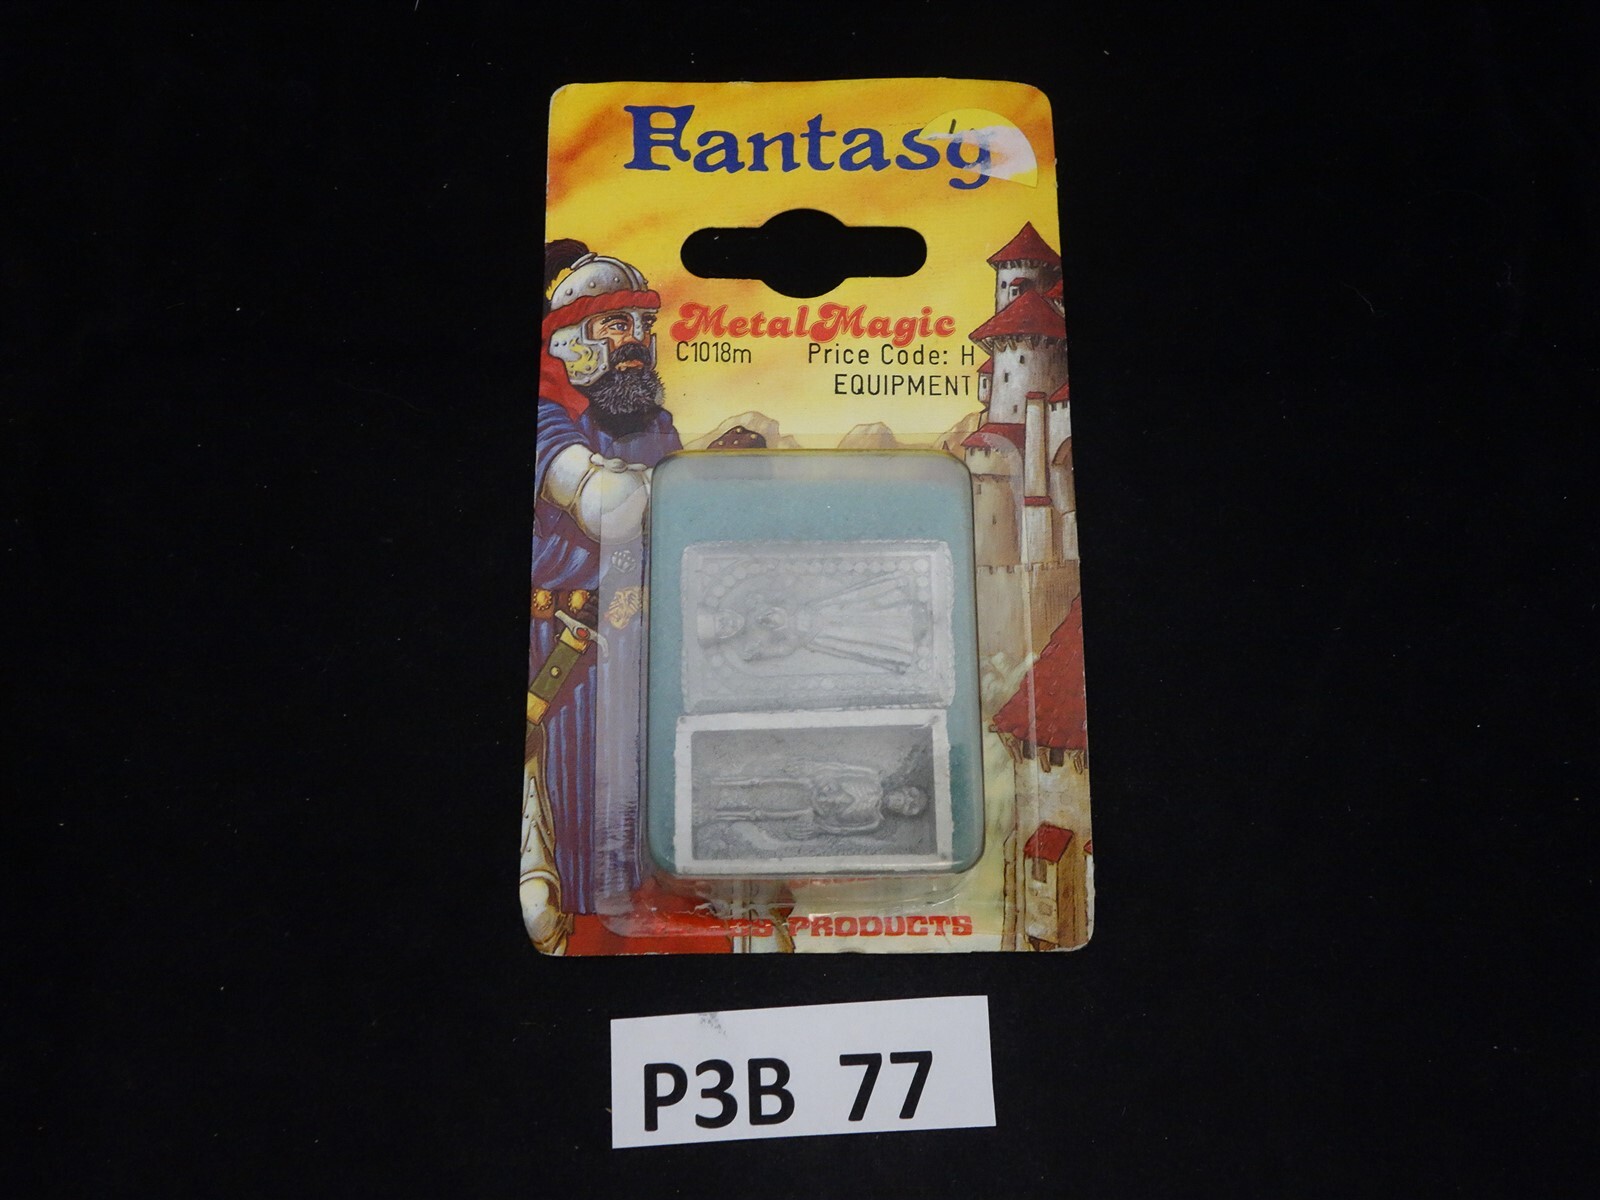 Fantasy
MetalMagic
C1018m Price Code: H
EQUIPMENT
PRODUCTS
P3B 77